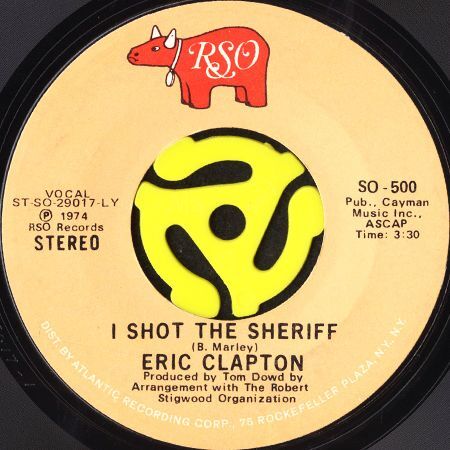 RSO
VOCAL
ST-SO-29017-LY
Ⓟ 1974
RSO Records
STEREO
SO-500
Pub., Cayman
Music Inc.,
ASCAP
Time: 3:30
I SHOT THE SHERIFF
(B. Marley)
ERIC CLAPTON
Produced by Tom Dowd by
Arrangement with The Robert
Stigwood Organization
DIST. BY ATLANTIC RECORDING CORP., 75 ROCKEFELLER PLAZA, N.Y. N.Y.